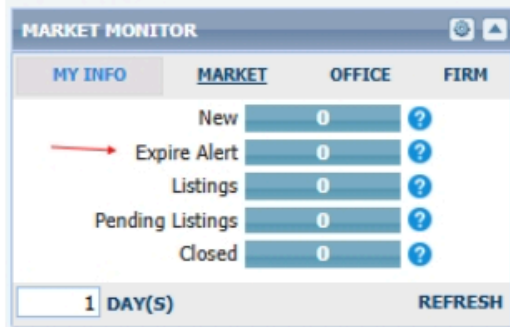 MARKET MONITOR
MY INFO MARKET OFFICE FIRM
New 0 ?
Expire Alert 0 ?
Listings 0 ?
Pending Listings 0 ?
Closed 0 ?
1 DAY(S) REFRESH